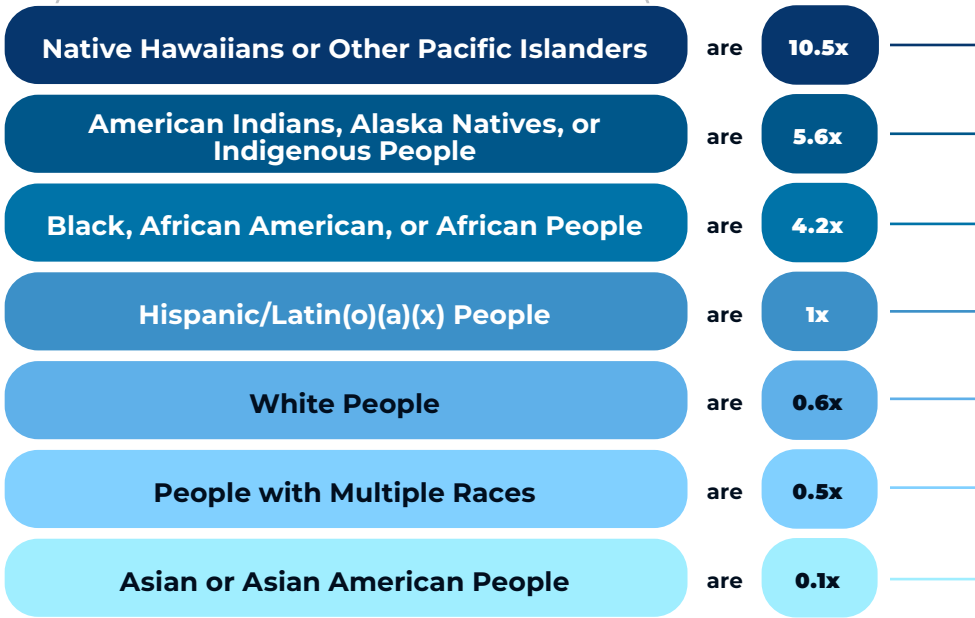 Native Hawaiians or Other Pacific Islanders are 10.5x
American Indians, Alaska Natives, or
Indigenous People are 5.6x
Black, African American, or African People are 4.2x
Hispanic/Latin(o)(a)(x) People are 1x
White People are 0.6x
People with Multiple Races are 0.5x
Asian or Asian American People are 0.1x